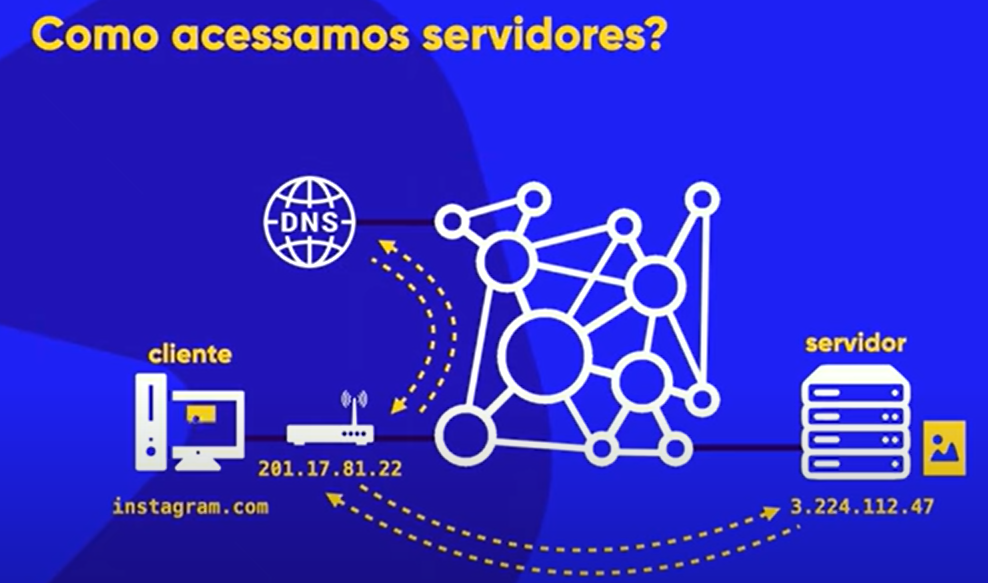 Como acessamos servidores?
DNS
cliente
servidor
201.17.81.22
instagram.com
3.224.112.47